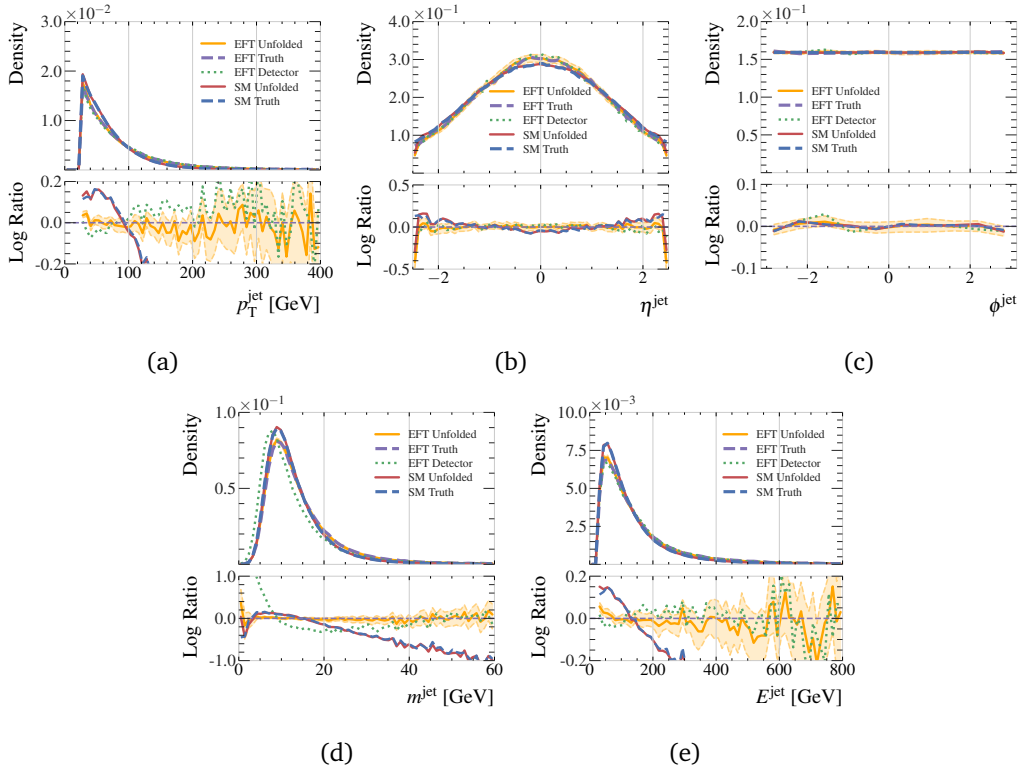 ×10⁻²
3.0
2.0
1.0
Density
EFT Unfolded
EFT Truth
EFT Detector
SM Unfolded
SM Truth
0.2
0.0
-0.2
Log Ratio
0 100 200 300 400
p_T^jet [GeV]
(a)
×10⁻¹
4.0
3.0
2.0
1.0
0.0
Density
EFT Unfolded
EFT Truth
EFT Detector
SM Unfolded
SM Truth
0.5
0.0
-0.5
Log Ratio
−2 0 2
η^jet
(b)
×10⁻¹
2.0
1.5
1.0
0.5
0.0
Density
EFT Unfolded
EFT Truth
EFT Detector
SM Unfolded
SM Truth
0.1
0.0
-0.1
Log Ratio
−2 0 2
ϕ^jet
(c)
×10⁻¹
1.0
0.8
0.5
0.2
Density
EFT Unfolded
EFT Truth
EFT Detector
SM Unfolded
SM Truth
1.0
0.0
-1.0
Log Ratio
0 20 40 60
m^jet [GeV]
(d)
×10⁻³
10.0
7.5
5.0
2.5
Density
EFT Unfolded
EFT Truth
EFT Detector
SM Unfolded
SM Truth
0.2
0.0
-0.2
Log Ratio
0 200 400 600 800
E^jet [GeV]
(e)